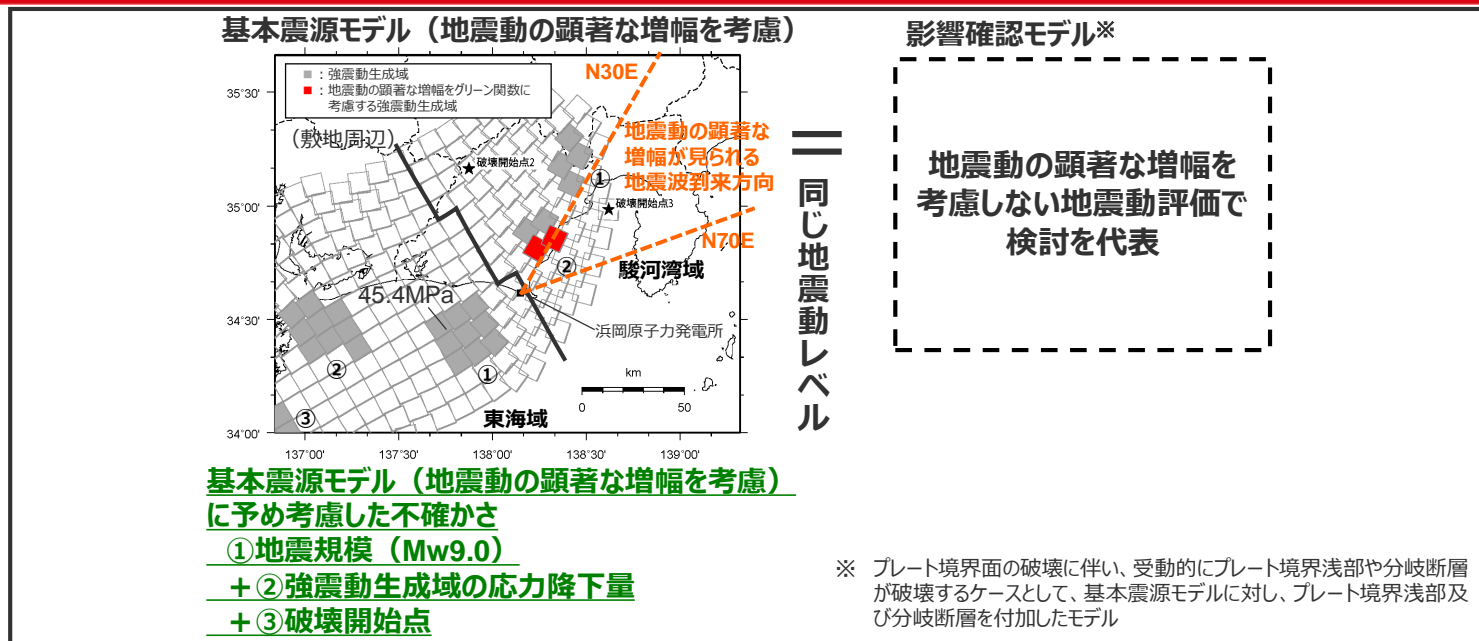 基本震源モデル（地震動の顕著な増幅を考慮）
■：強震動生成域
■：地震動の顕著な増幅をグリーン関数に
考慮する強震動生成域
（敷地周辺）
N30E
地震動の顕著な
増幅が見られる
地震波到来方向
N70E
★破壊開始点2
★破壊開始点3
①
②
駿河湾域
45.4MPa
浜岡原子力発電所
②
①
③
東海域
km
0 50
35°30'
35°00'
34°30'
34°00'
137°00' 137°30' 138°00' 138°30' 139°00'
＝
同じ地震動レベル
影響確認モデル※
地震動の顕著な増幅を
考慮しない地震動評価で
検討を代表
基本震源モデル（地震動の顕著な増幅を考慮）
に予め考慮した不確かさ
①地震規模（Mw9.0）
＋②強震動生成域の応力降下量
＋③破壊開始点
※ プレート境界面の破壊に伴い、受動的にプレート境界浅部や分岐断層
が破壊するケースとして、基本震源モデルに対し、プレート境界浅部及
び分岐断層を付加したモデル